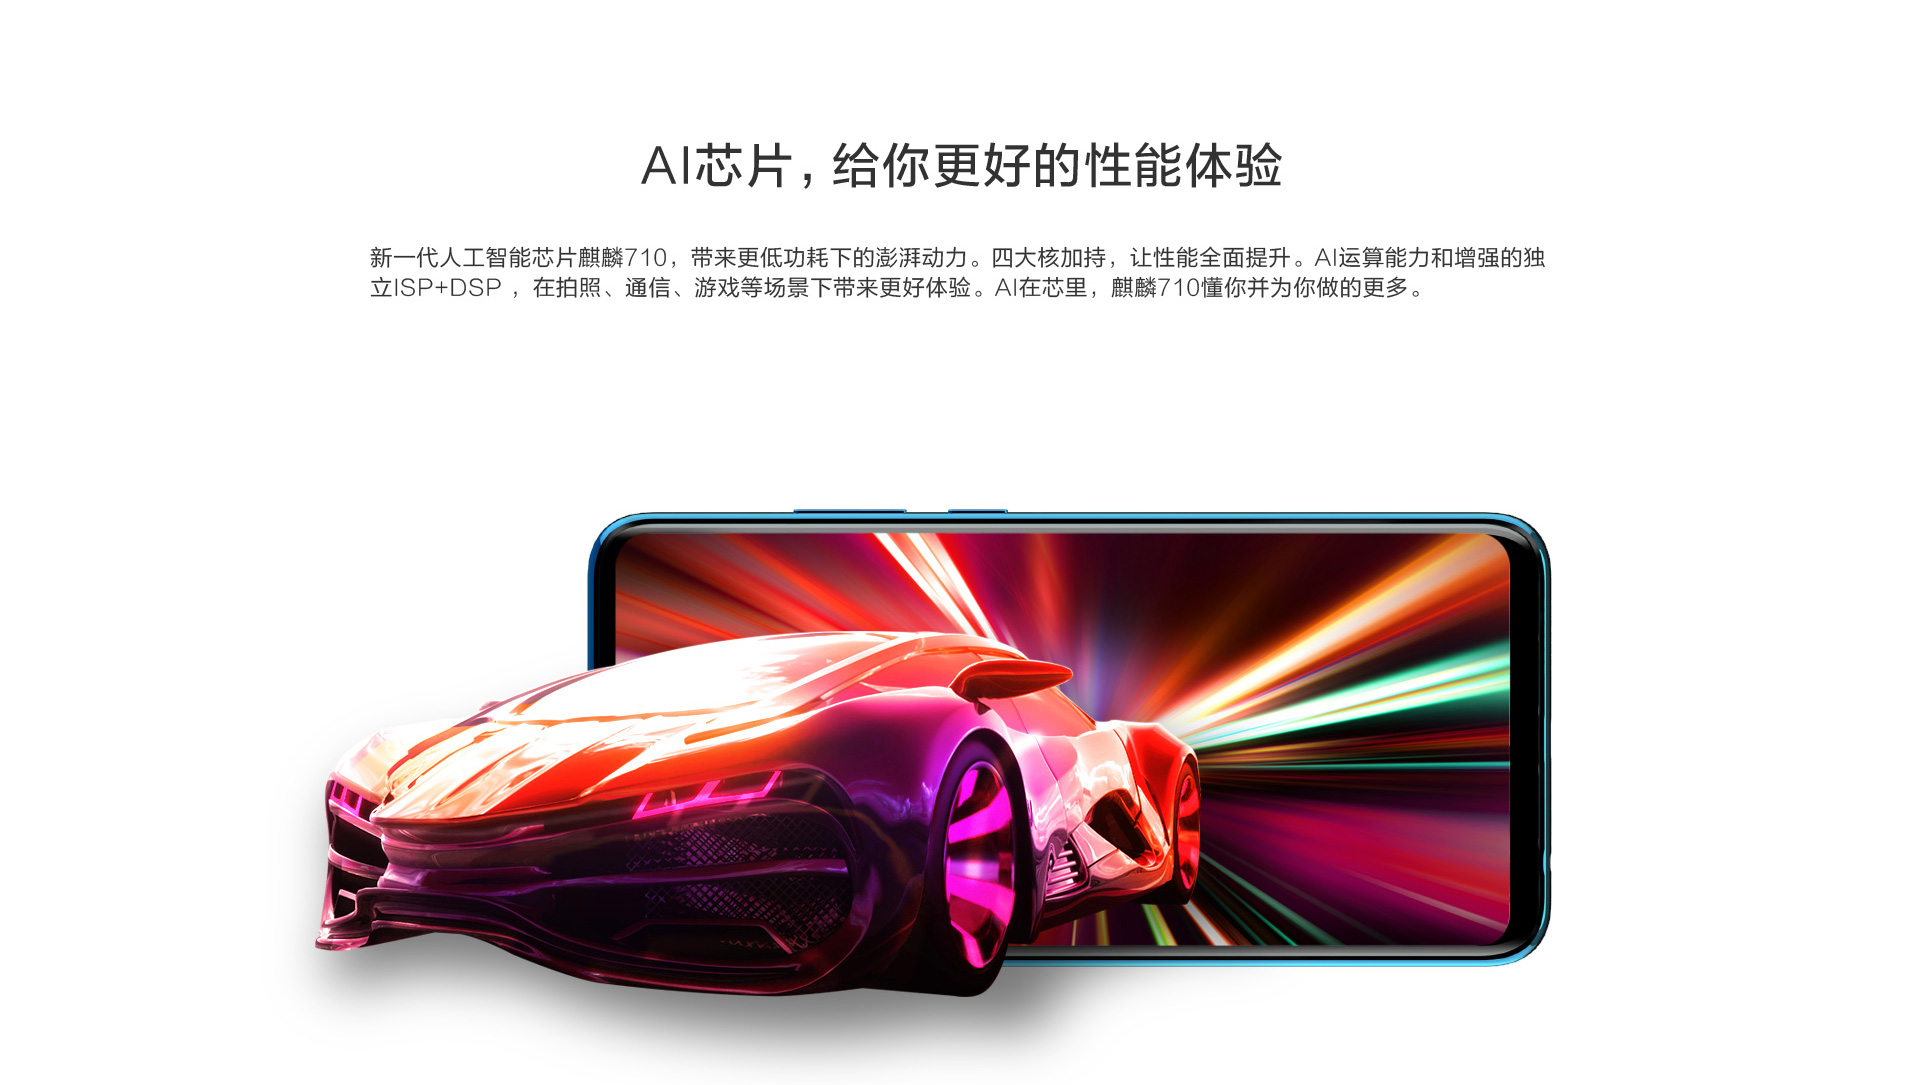 AI芯片，给你更好的性能体验
新一代人工智能芯片麒麟710，带来更低功耗下的澎湃动力。四大核加持，让性能全面提升。AI运算能力和增强的独
立ISP+DSP ，在拍照、通信、游戏等场景下带来更好体验。AI在芯里，麒麟710懂你并为你做的更多。